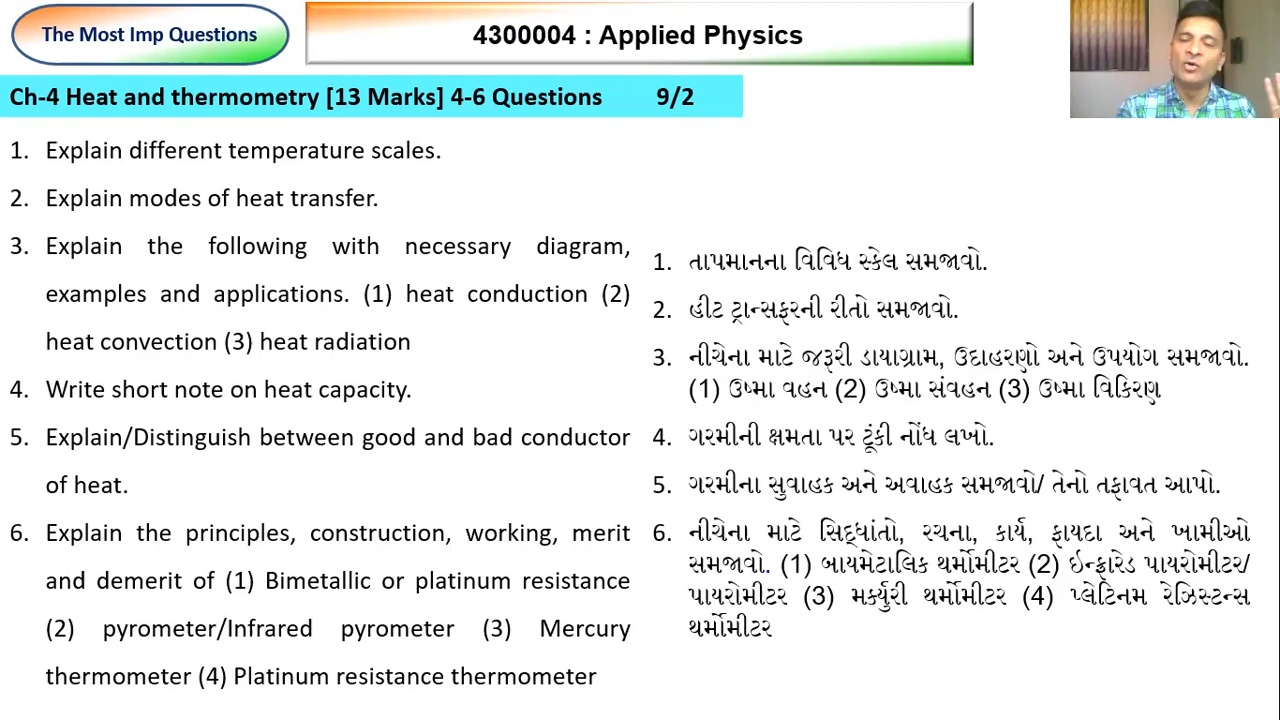 The Most Imp Questions
4300004 : Applied Physics
Ch-4 Heat and thermometry [13 Marks] 4-6 Questions 9/2
1. Explain different temperature scales.
2. Explain modes of heat transfer.
3. Explain the following with necessary diagram,
examples and applications. (1) heat conduction (2)
heat convection (3) heat radiation
4. Write short note on heat capacity.
5. Explain/Distinguish between good and bad conductor
of heat.
6. Explain the principles, construction, working, merit
and demerit of (1) Bimetallic or platinum resistance
(2) pyrometer/Infrared pyrometer (3) Mercury
thermometer (4) Platinum resistance thermometer
1. તાપમાનના વિવિધ સ્કેલ સમજાવો.
2. હીટ ટ્રાન્સફરની રીતો સમજાવો.
3. નીચેના માટે જરૂરી ડાયાગ્રામ, ઉદાહરણો અને ઉપયોગ સમજાવો.
(1) ઉષ્મા વહન (2) ઉષ્મા સંવહન (3) ઉષ્મા વિકિરણ
4. ગરમીની ક્ષમતા પર ટૂંકી નોંધ લખો.
5. ગરમીના સુવાહક અને અવાહક સમજાવો/ તેનો તફાવત આપો.
6. નીચેના માટે સિદ્ધાંતો, રચના, કાર્ય, ફાયદા અને ખામીઓ
સમજાવો. (1) બાયમેટાલિક થર્મોમીટર (2) ઇન્ફ્રારેડ પાયરોમીટર/
પાયરોમીટર (3) મર્ક્યુરી થર્મોમીટર (4) પ્લેટિનમ રેઝિસ્ટન્સ
થર્મોમીટર